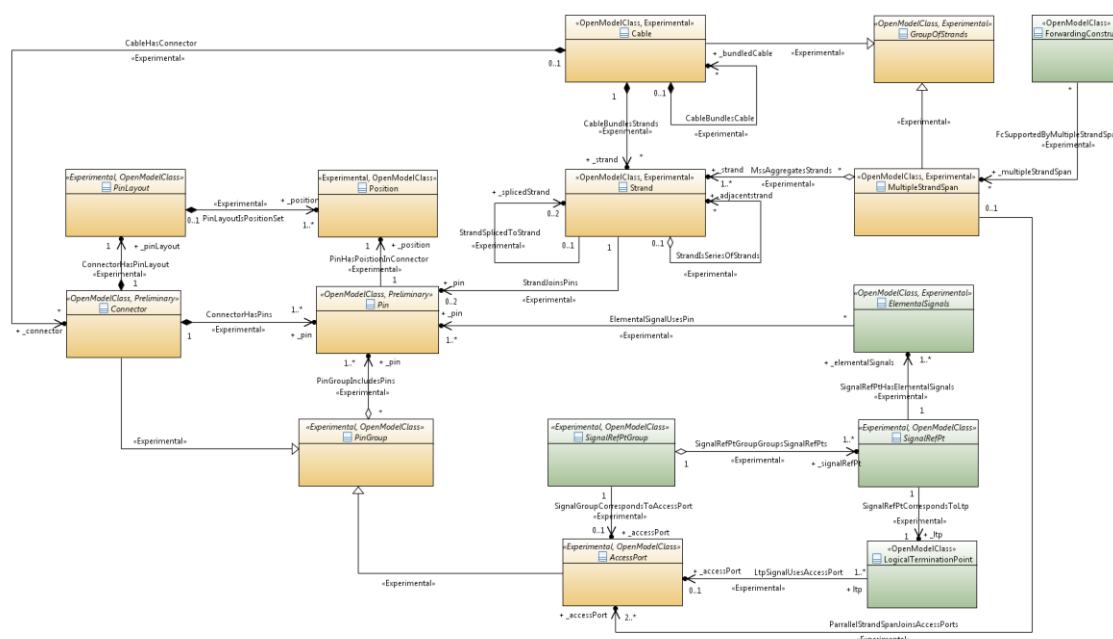 «OpenModelClass, Experimental»
Cable
«OpenModelClass, Experimental»
GroupOfStrands
«OpenModelClass»
ForwardingConstru
CableHasConnector
«Experimental»
0..1
+ _bundledCable
*
«Experimental»
1
0..1
CableBundlesCable
«Experimental»
CableBundlesStrands
«Experimental»
«Experimental»
*
FcSupportedByMultipleStrandSpa
«Experimental»
+ _strand
*
«Experimental, OpenModelClass»
PinLayout
«Experimental, OpenModelClass»
Position
«OpenModelClass, Experimental»
Strand
+ _strand
MssAggregatesStrands
*
1..*
«Experimental»
«OpenModelClass, Experimental»
MultipleStrandSpan
+ _multipleStrandSpan
*
+ _splicedStrand
0..2
+ _adjacentstrand
*
«Experimental»
+ _position
0..1
PinLayoutIsPositionSet
1..*
StrandSplicedToStrand
«Experimental»
0..1
1
0..1
StrandIsSeriesOfStrands
«Experimental»
0..1
1
+ _pinLayout
1
+ _position
ConnectorHasPinLayout
«Experimental»
PinHasPositionInConnector
«Experimental»
1
1
*
+ _connector
«OpenModelClass, Preliminary»
Connector
«OpenModelClass, Preliminary»
Pin
+ _pin
StrandJoinsPins
0..2
«Experimental»
«OpenModelClass, Experimental»
ElementalSignals
ConnectorHasPins
1..*
1
«Experimental»
+ _pin
+ _pin
ElementalSignalUsesPin
*
1..*
«Experimental»
1..*
+ _pin
PinGroupIncludesPins
«Experimental»
*
+ _elementalSignals
1..*
SignalRefPtHasElementalSignals
«Experimental»
1
«Experimental»
«Experimental, OpenModelClass»
PinGroup
«Experimental, OpenModelClass»
SignalRefPtGroup
SignalRefPtGroupGroupsSignalRefPts
1..*
1
«Experimental»
+ _signalRefPt
«Experimental, OpenModelClass»
SignalRefPt
1
SignalGroupCorrespondsToAccessPort
«Experimental»
0..1
+ _accessPort
1
SignalRefPtCorrespondsToLtp
«Experimental»
1
+ _ltp
«Experimental, OpenModelClass»
AccessPort
«OpenModelClass»
LogicalTerminationPoint
+ _accessPort
LtpSignalUsesAccessPort
1..*
0..1
«Experimental»
+ ltp
+ _accessPort
2..*
ParrallelStrandSpanJoinsAccessPorts
«Experimental»